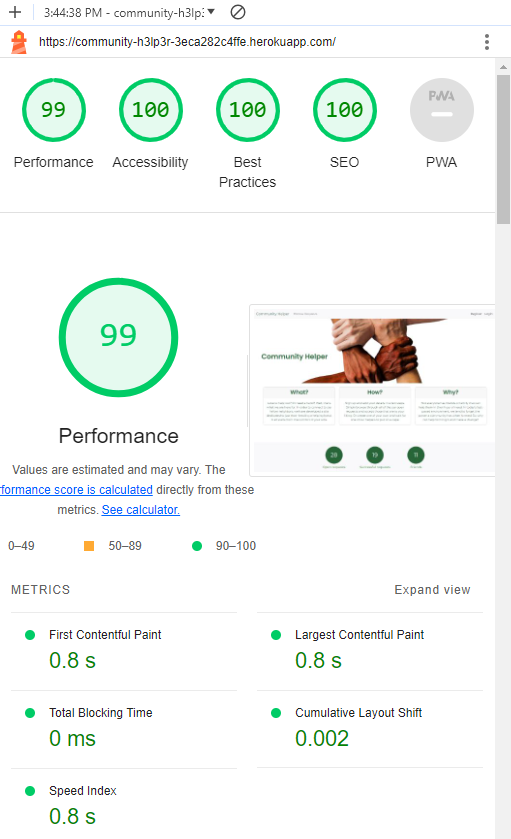 3:44:38 PM - community-h3lp
https://community-h3lp3r-3eca282c4ffe.herokuapp.com/
99
100
100
100
PWA
Performance
Accessibility
Best
Practices
SEO
PWA
99
Community Helper
Community Helper
What?
How?
Why?
28
19
11
Performance
Values are estimated and may vary. The
rformance score is calculated directly from these
metrics. See calculator.
0–49
50–89
90–100
METRICS
Expand view
First Contentful Paint
0.8 s
Largest Contentful Paint
0.8 s
Total Blocking Time
0 ms
Cumulative Layout Shift
0.002
Speed Index
0.8 s